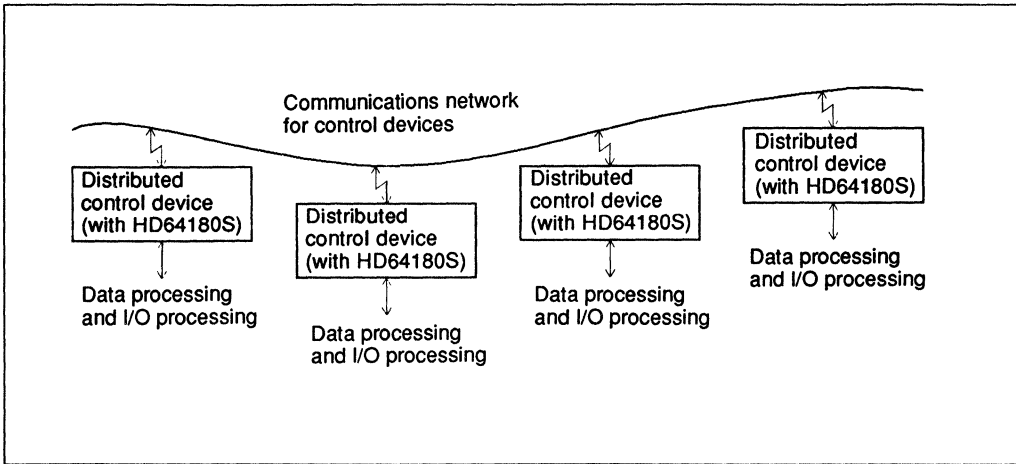 Communications network
for control devices
Distributed
control device
(with HD64180S)
Data processing
and I/O processing
Distributed
control device
(with HD64180S)
Data processing
and I/O processing
Distributed
control device
(with HD64180S)
Data processing
and I/O processing
Distributed
control device
(with HD64180S)
Data processing
and I/O processing